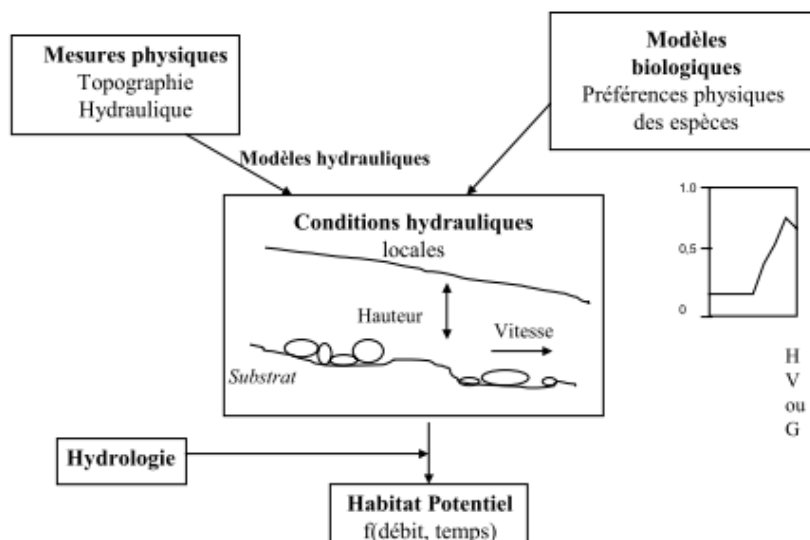 Mesures physiques
Topographie
Hydraulique
Modèles
biologiques
Préférences physiques
des espèces
Modèles hydrauliques
Conditions hydrauliques
locales
Hauteur
Vitesse
Substrat
1.0
0,5
0
H
V
ou
G
Hydrologie
Habitat Potentiel
f(débit, temps)